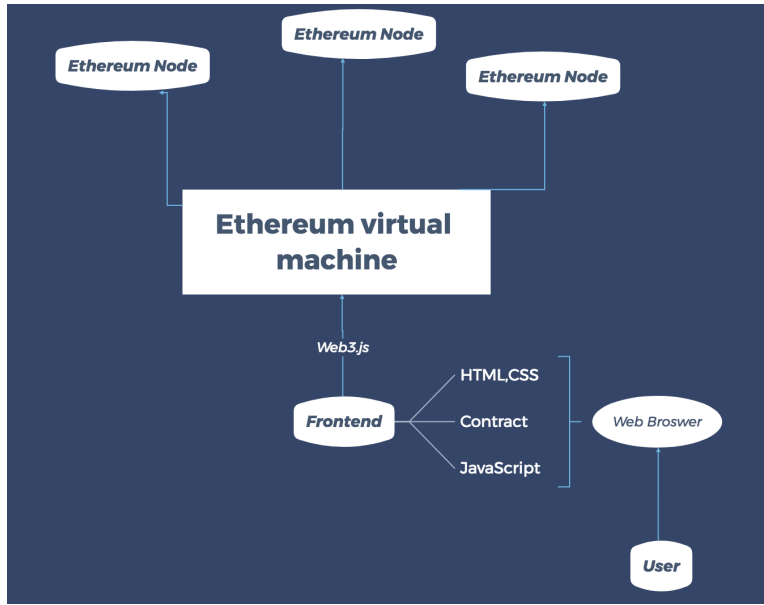 Ethereum Node
Ethereum Node
Ethereum Node
Ethereum virtual
machine
Web3.js
HTML,CSS
Frontend
Contract
Web Broswer
JavaScript
User